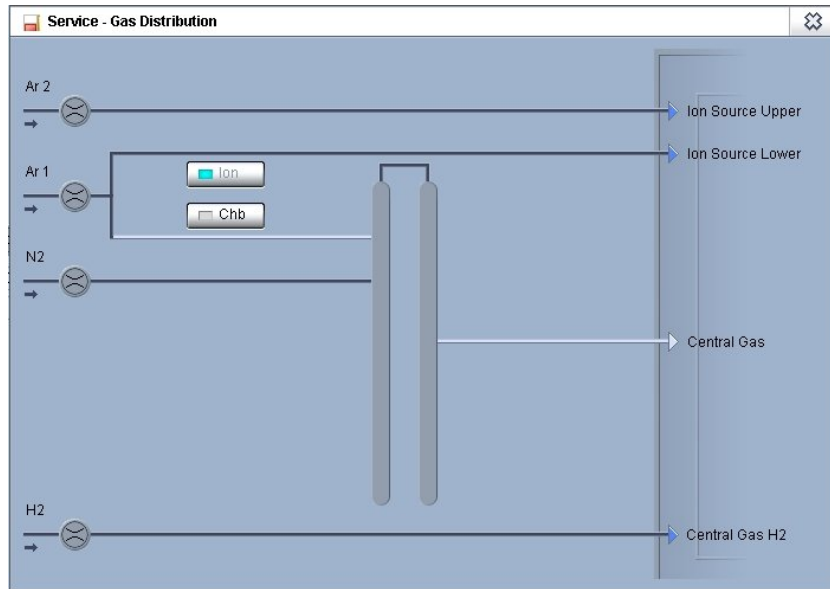 Service - Gas Distribution
Ar 2
Ion Source Upper
Ion Source Lower
Ar 1
Ion
Chb
N2
Central Gas
H2
Central Gas H2